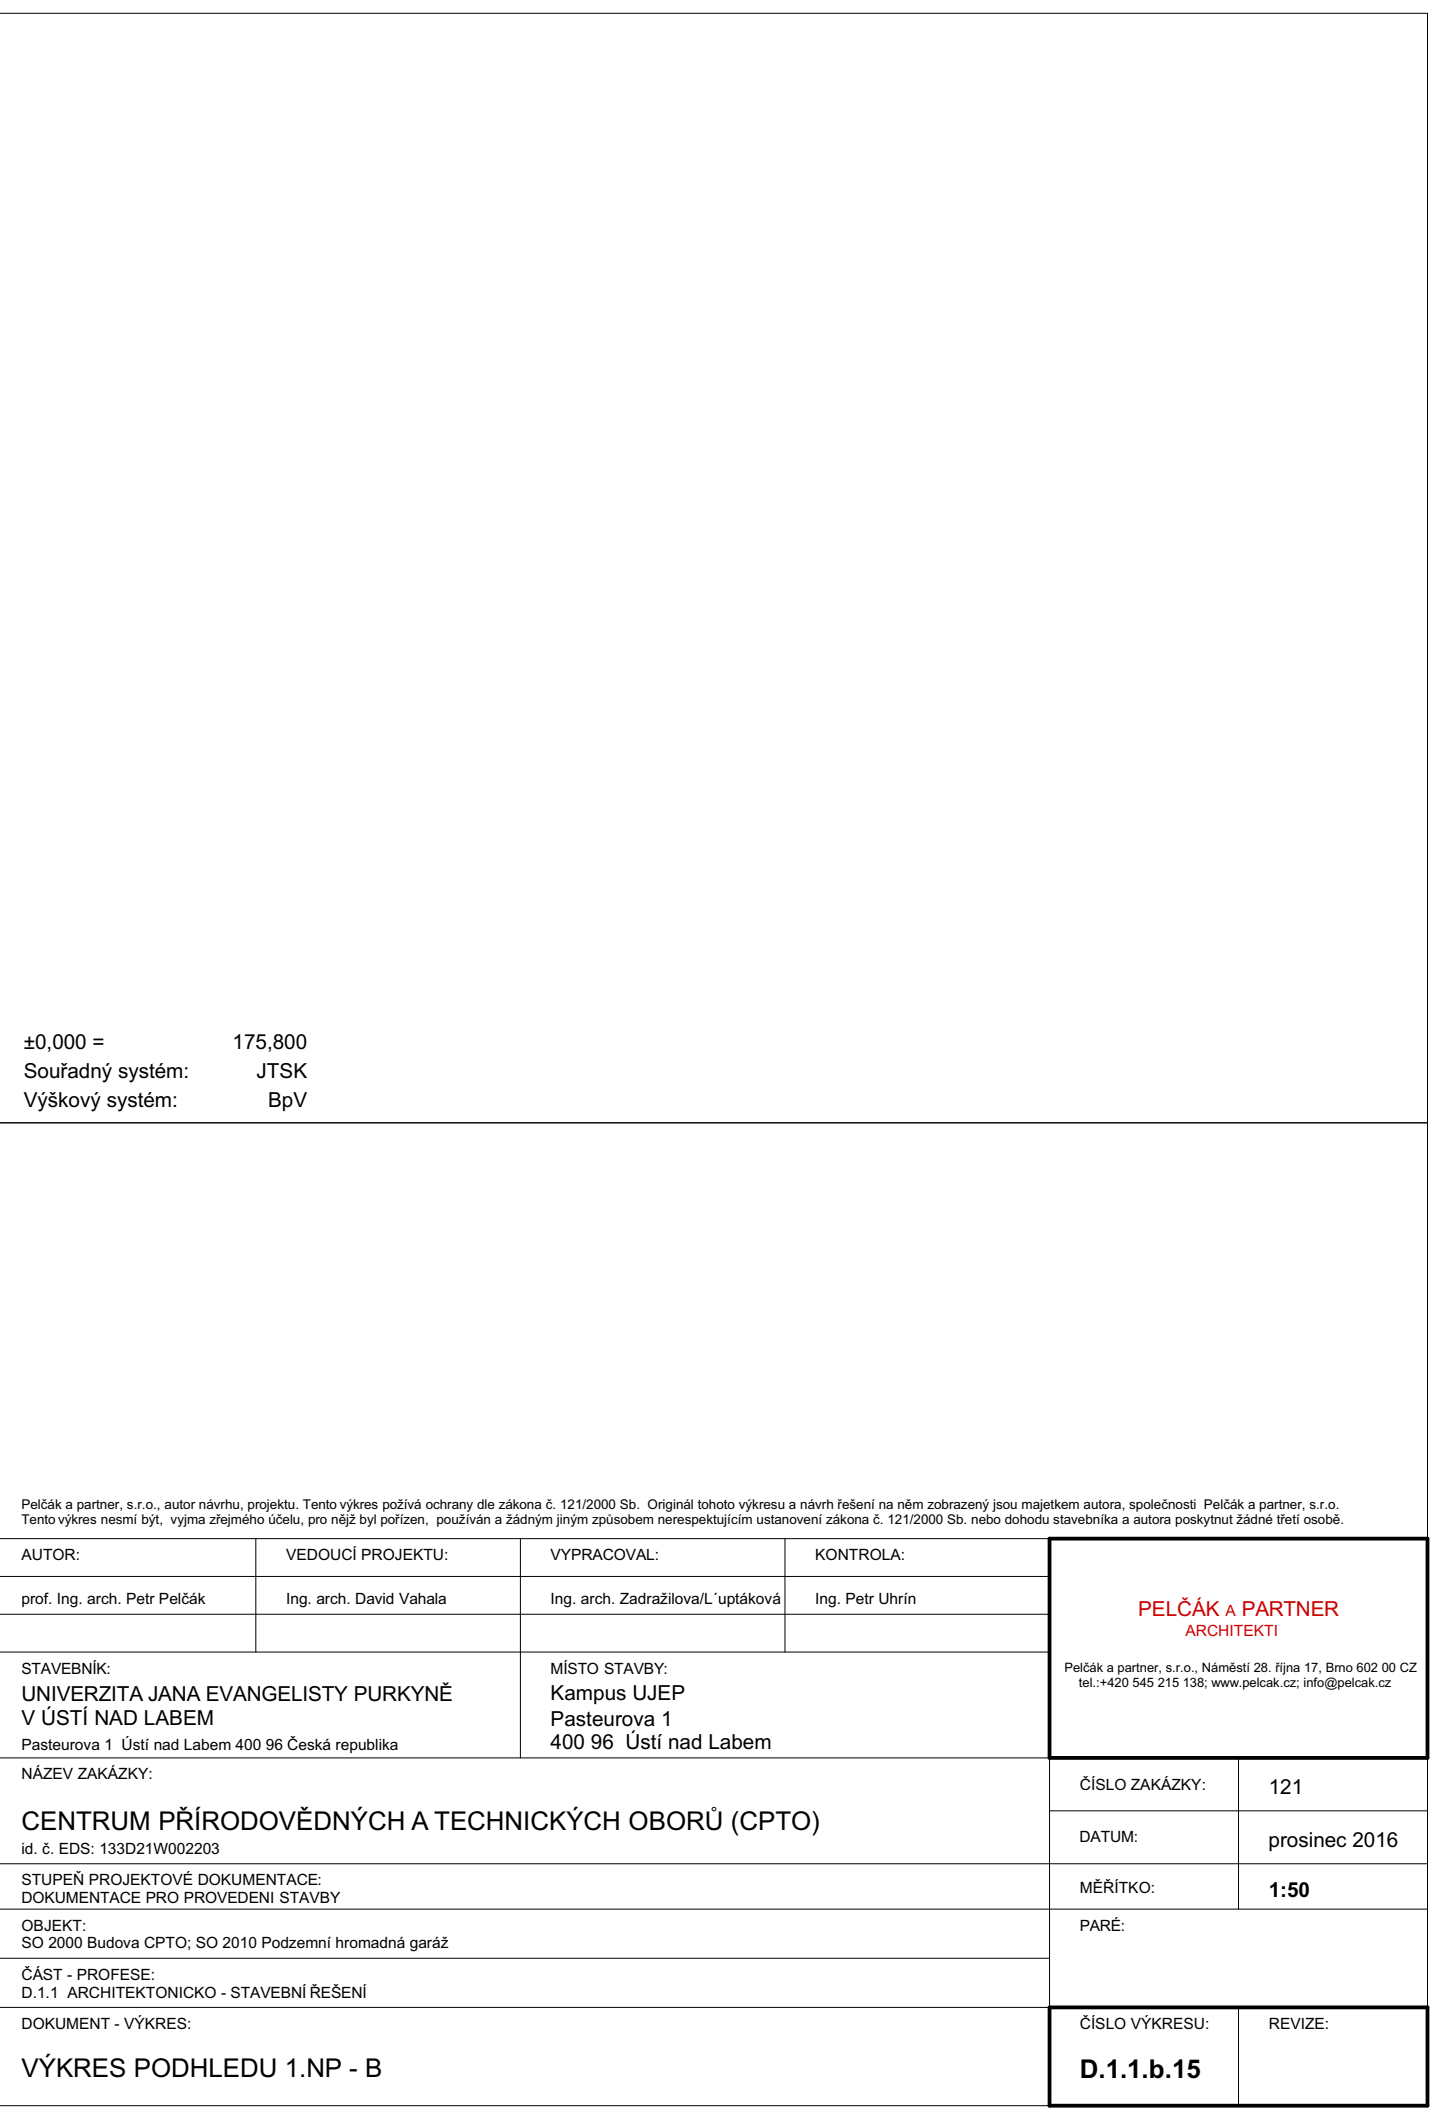 ±0,000 = 175,800
Souřadný systém: JTSK
Výškový systém: BpV
Pelčák a partner, s.r.o., autor návrhu, projektu. Tento výkres požívá ochrany dle zákona č. 121/2000 Sb. Originál tohoto výkresu a návrh řešení na něm zobrazený jsou majetkem autora, společnosti Pelčák a partner, s.r.o.
Tento výkres nesmí být, vyjma zřejmého účelu, pro nějž byl pořízen, používán a žádným jiným způsobem nerespektujícím ustanovení zákona č. 121/2000 Sb. nebo dohodu stavebníka a autora poskytnut žádné třetí osobě.
AUTOR: VEDOUCÍ PROJEKTU: VYPRACOVAL: KONTROLA:
prof. Ing. arch. Petr Pelčák Ing. arch. David Vahala Ing. arch. Zadražilova/L´uptáková Ing. Petr Uhrín
PELČÁK A PARTNER
ARCHITEKTI
Pelčák a partner, s.r.o., Náměstí 28. října 17, Brno 602 00 CZ
tel.:+420 545 215 138; www.pelcak.cz; info@pelcak.cz
STAVEBNÍK:
UNIVERZITA JANA EVANGELISTY PURKYNĚ
V ÚSTÍ NAD LABEM
Pasteurova 1 Ústí nad Labem 400 96 Česká republika
MÍSTO STAVBY:
Kampus UJEP
Pasteurova 1
400 96 Ústí nad Labem
NÁZEV ZAKÁZKY:
CENTRUM PŘÍRODOVĚDNÝCH A TECHNICKÝCH OBORŮ (CPTO)
id. č. EDS: 133D21W002203
ČÍSLO ZAKÁZKY: 121
DATUM: prosinec 2016
STUPEŇ PROJEKTOVÉ DOKUMENTACE:
DOKUMENTACE PRO PROVEDENI STAVBY
MĚŘÍTKO: 1:50
OBJEKT:
SO 2000 Budova CPTO; SO 2010 Podzemní hromadná garáž
PARÉ:
ČÁST - PROFESE:
D.1.1 ARCHITEKTONICKO - STAVEBNÍ ŘEŠENÍ
DOKUMENT - VÝKRES:
VÝKRES PODHLEDU 1.NP - B
ČÍSLO VÝKRESU: REVIZE:
D.1.1.b.15